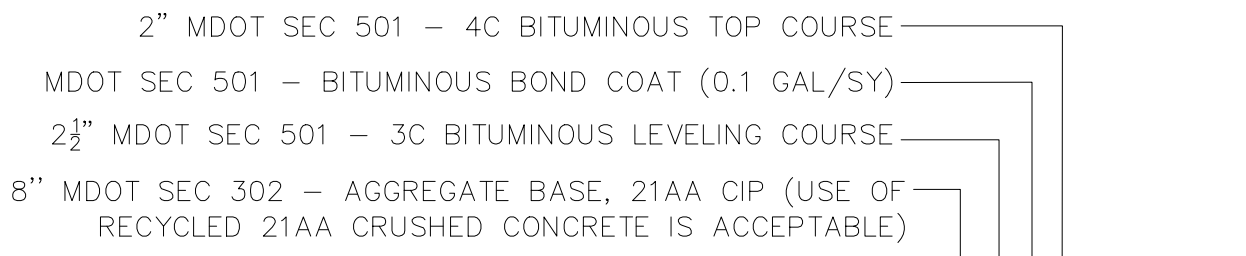 2” MDOT SEC 501 – 4C BITUMINOUS TOP COURSE
MDOT SEC 501 – BITUMINOUS BOND COAT (0.1 GAL/SY)
2½” MDOT SEC 501 – 3C BITUMINOUS LEVELING COURSE
8’’ MDOT SEC 302 – AGGREGATE BASE, 21AA CIP (USE OF
RECYCLED 21AA CRUSHED CONCRETE IS ACCEPTABLE)